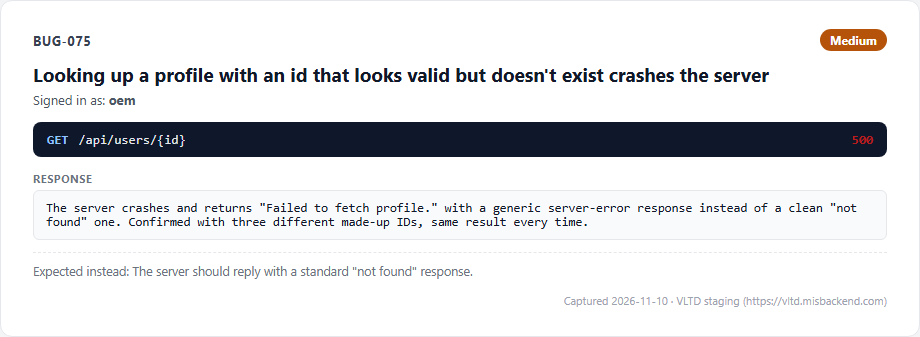 BUG-075
Medium
Looking up a profile with an id that looks valid but doesn't exist crashes the server
Signed in as: oem
GET /api/users/{id}
500
RESPONSE
The server crashes and returns "Failed to fetch profile." with a generic server-error response instead of a clean "not
found" one. Confirmed with three different made-up IDs, same result every time.
Expected instead: The server should reply with a standard "not found" response.
Captured 2026-11-10 · VLTD staging (https://vltd.misbackend.com)